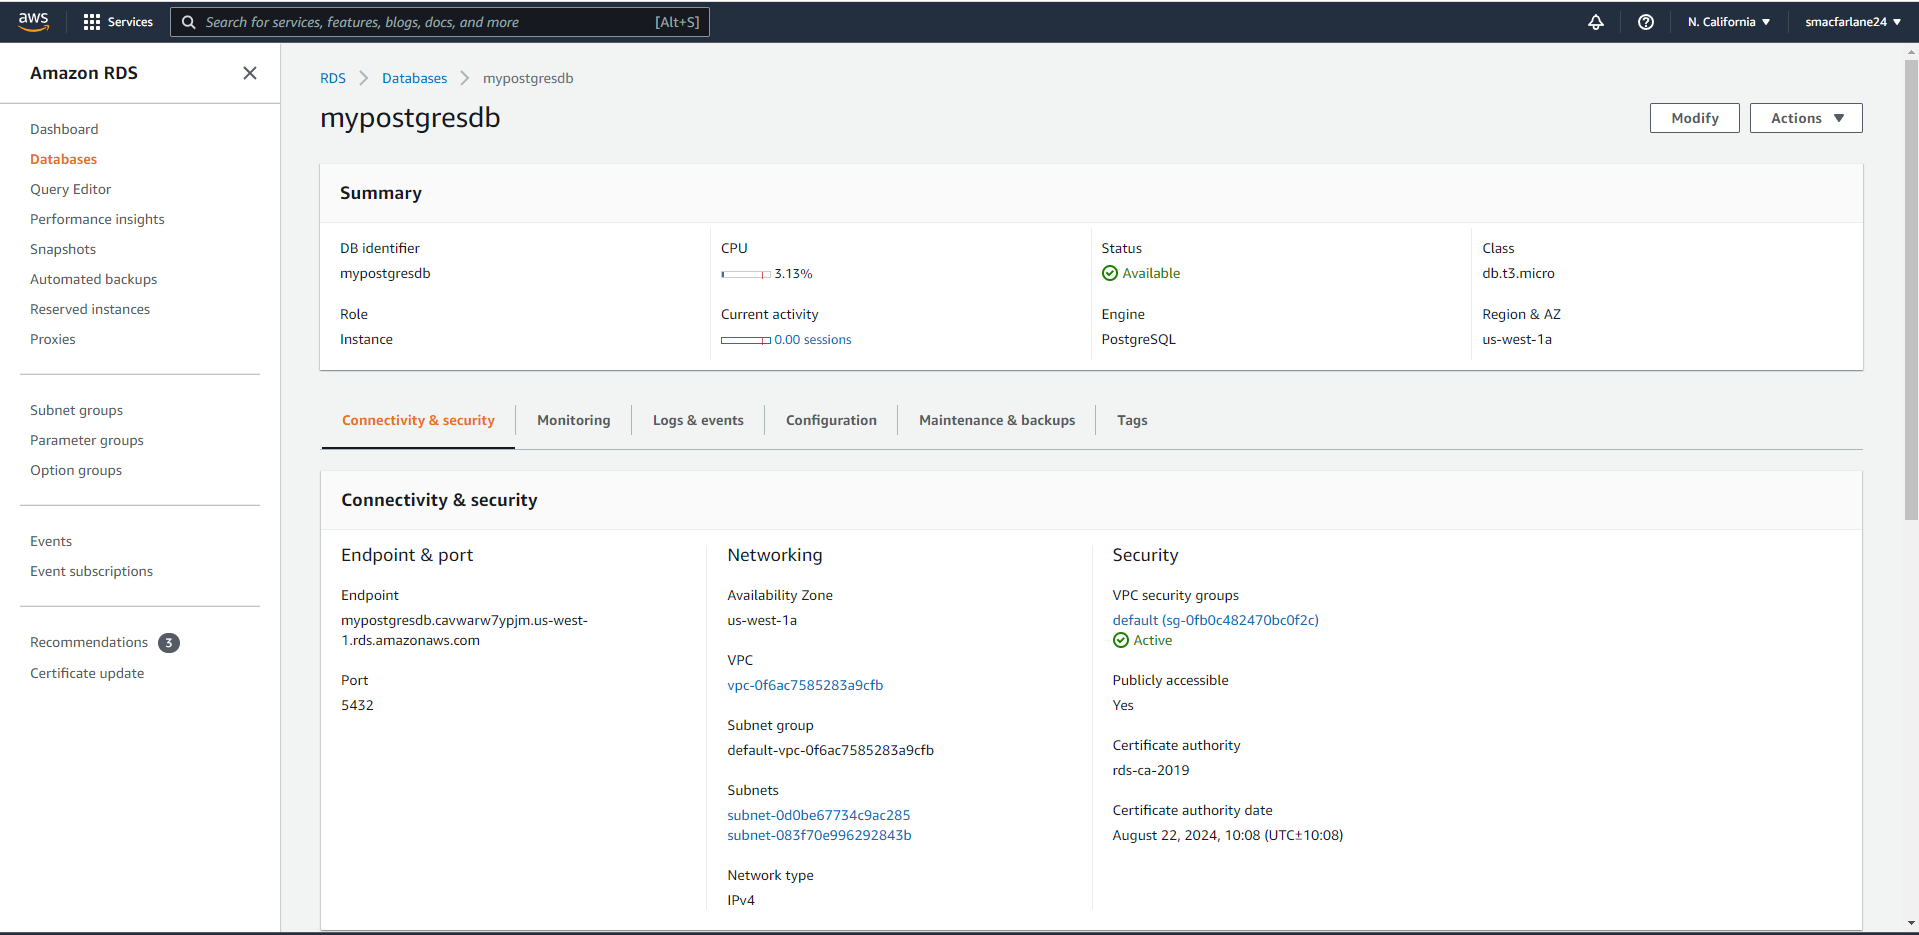 aws
Services
Search for services, features, blogs, docs, and more
[Alt+S]
N. California
smacfarlane24
Amazon RDS
Dashboard
Databases
Query Editor
Performance insights
Snapshots
Automated backups
Reserved instances
Proxies
Subnet groups
Parameter groups
Option groups
Events
Event subscriptions
Recommendations 3
Certificate update
RDS
Databases
mypostgresdb
mypostgresdb
Modify
Actions
Summary
DB identifier
mypostgresdb
CPU
3.13%
Status
Available
Class
db.t3.micro
Role
Instance
Current activity
0.00 sessions
Engine
PostgreSQL
Region & AZ
us-west-1a
Connectivity & security
Monitoring
Logs & events
Configuration
Maintenance & backups
Tags
Connectivity & security
Endpoint & port
Endpoint
mypostgresdb.cavwarw7ypjm.us-west-
1.rds.amazonaws.com
Port
5432
Networking
Availability Zone
us-west-1a
VPC
vpc-0f6ac7585283a9cfb
Subnet group
default-vpc-0f6ac7585283a9cfb
Subnets
subnet-0d0be67734c9ac285
subnet-083f70e996292843b
Network type
IPv4
Security
VPC security groups
default (sg-0fb0c482470bc0f2c)
Active
Publicly accessible
Yes
Certificate authority
rds-ca-2019
Certificate authority date
August 22, 2024, 10:08 (UTC±10:08)